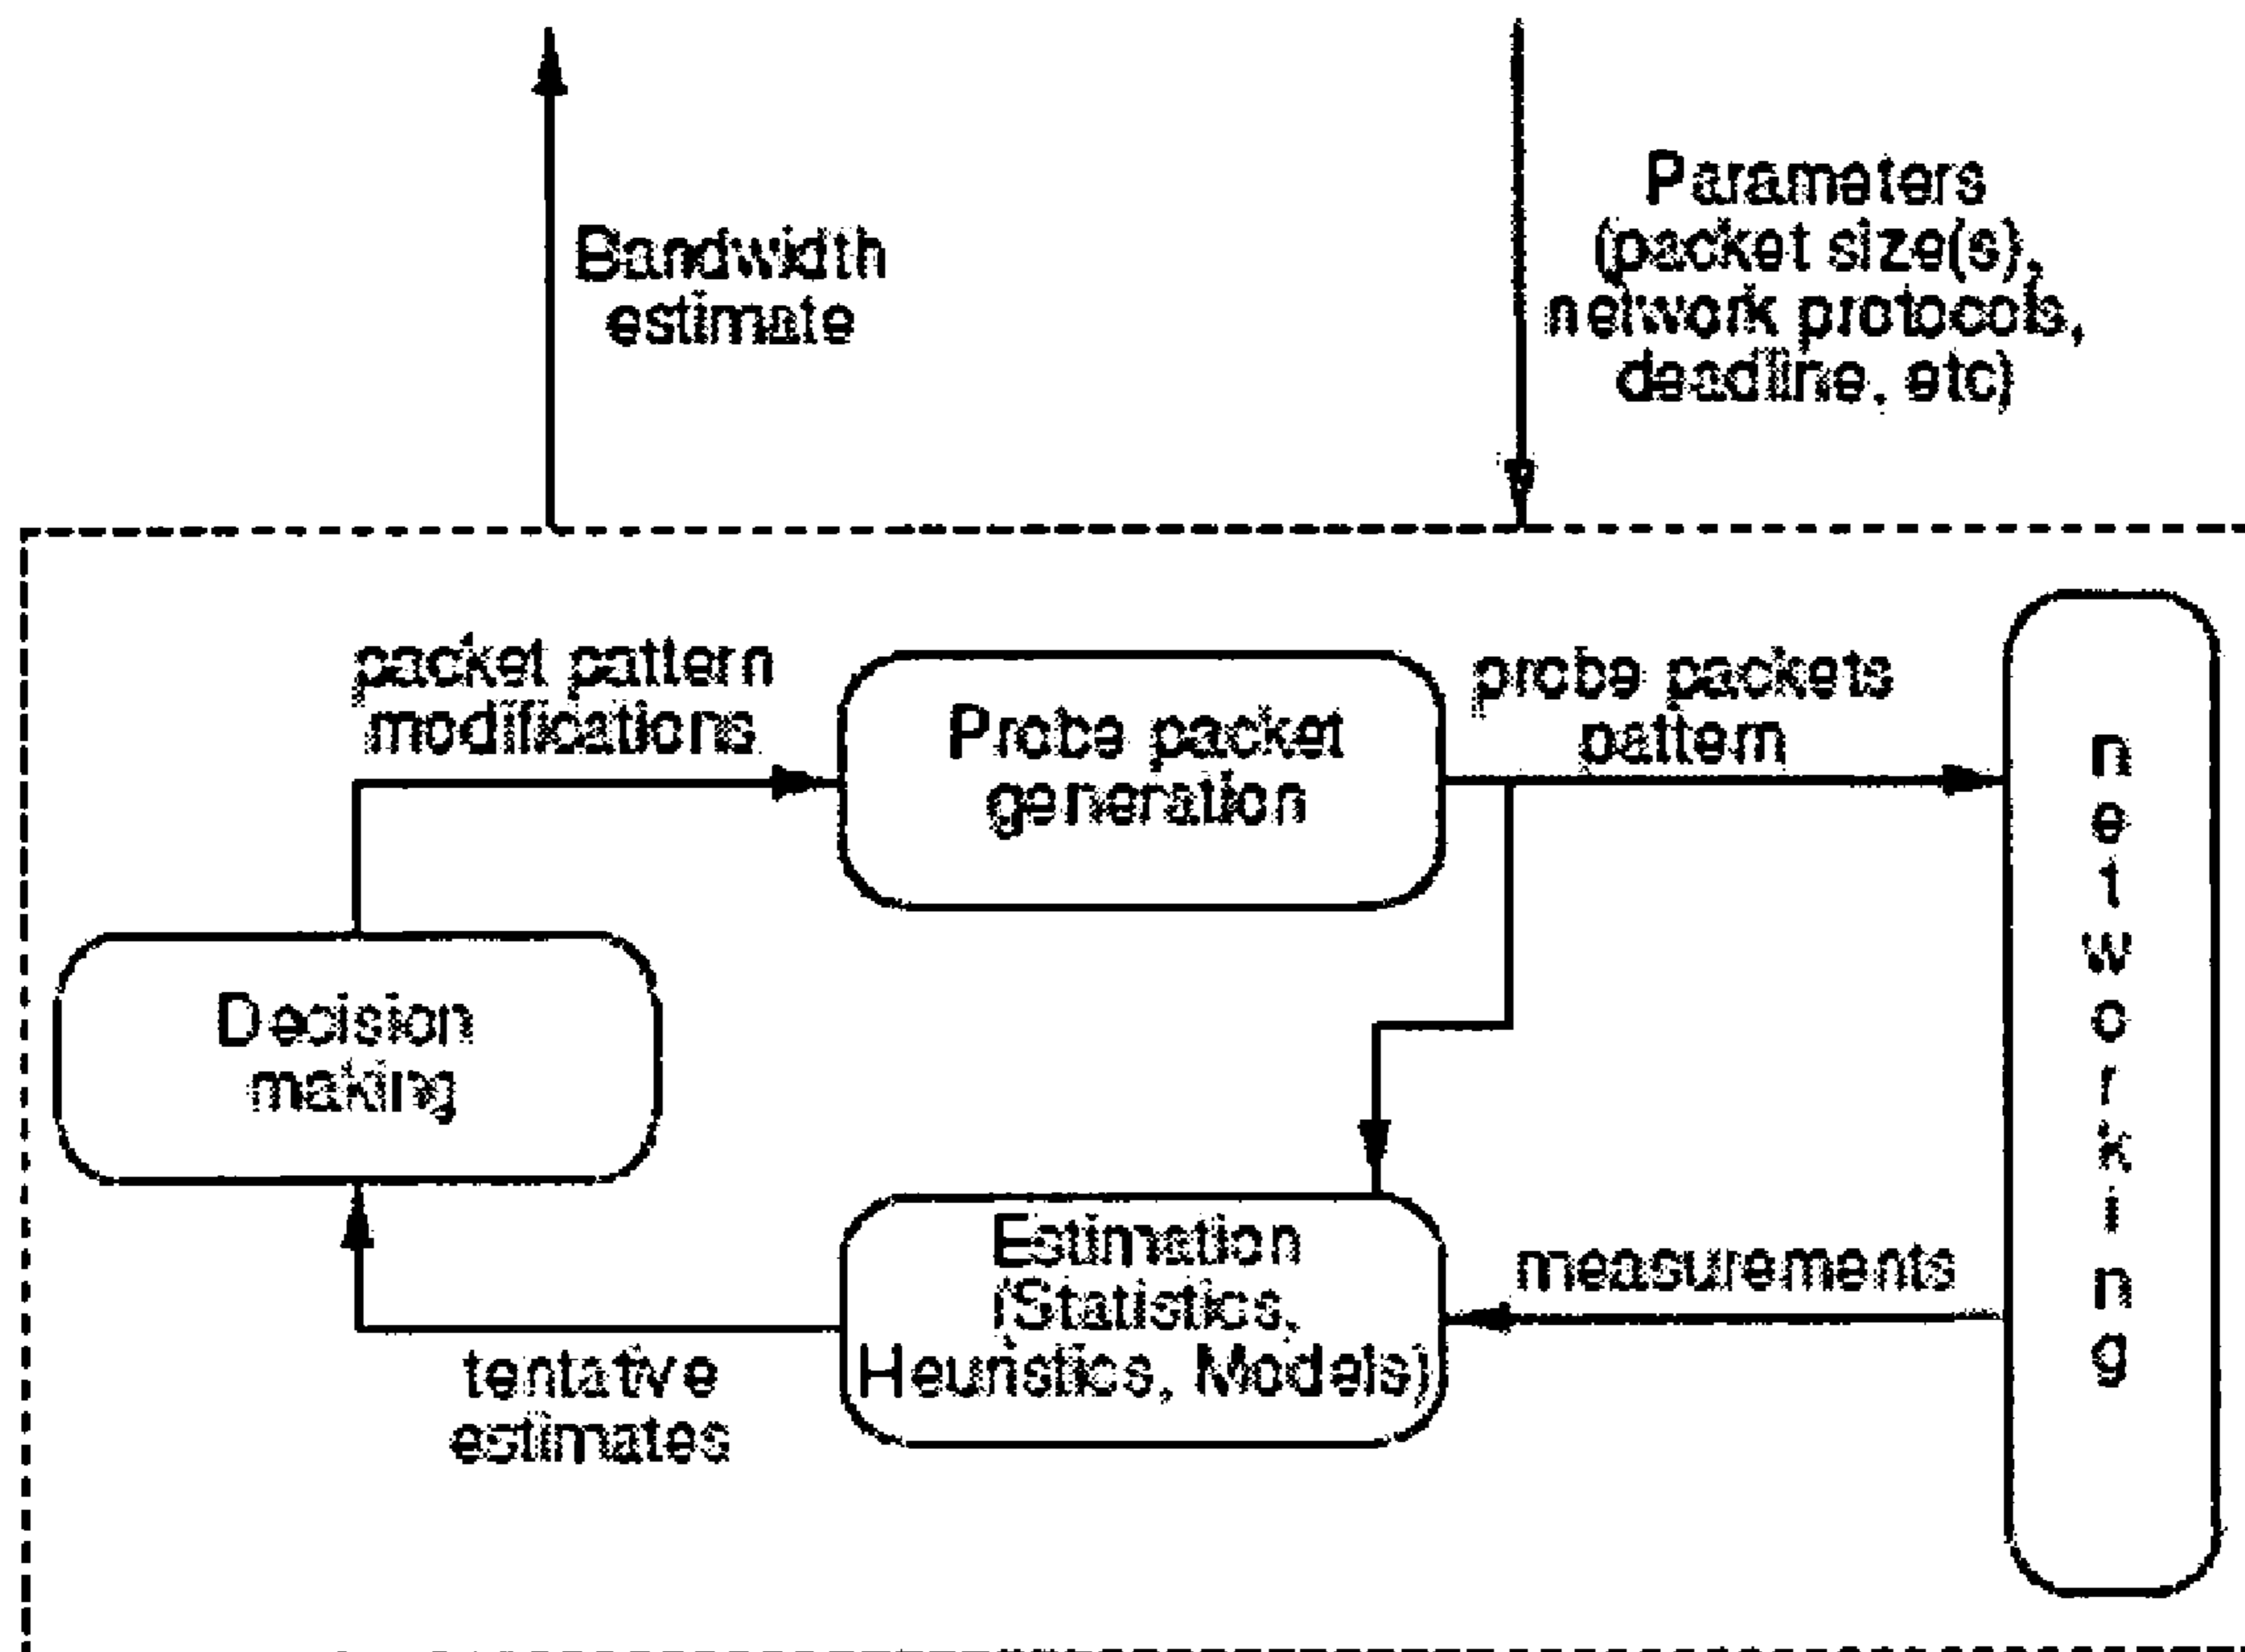 Bandwidth
estimate
Parameters
(packet size(s),
network protocols,
deadline, etc)
packet pattern
modifications
Probe packet
generation
probe packets
pattern
networking
Decision
making
Estimation
(Statistics,
Heuristics, Models)
measurements
tentative
estimates